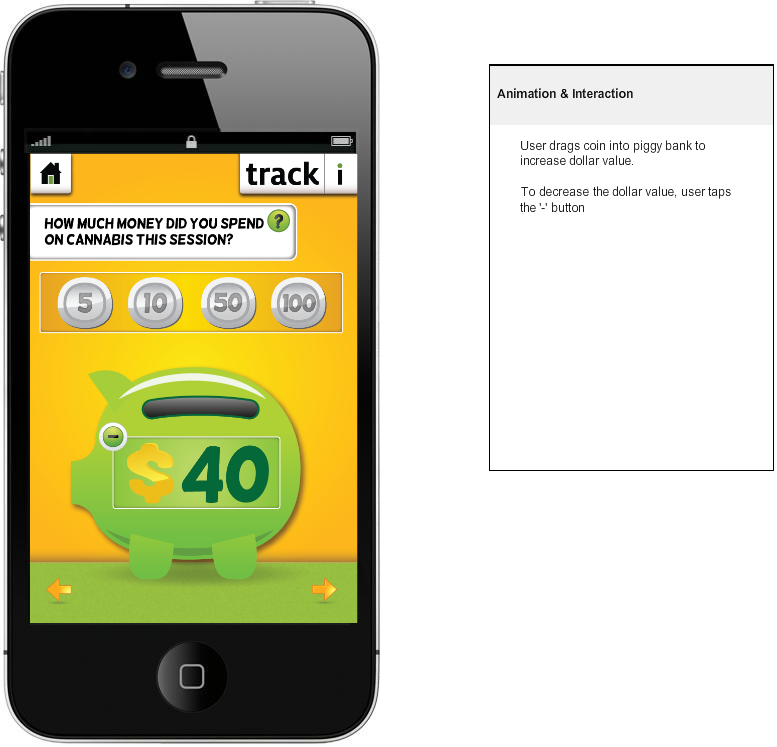 track i
HOW MUCH MONEY DID YOU SPEND ?
ON CANNABIS THIS SESSION?
5 10 50 100
-
$ 40
Animation & Interaction
User drags coin into piggy bank to
increase dollar value.
To decrease the dollar value, user taps
the '-' button